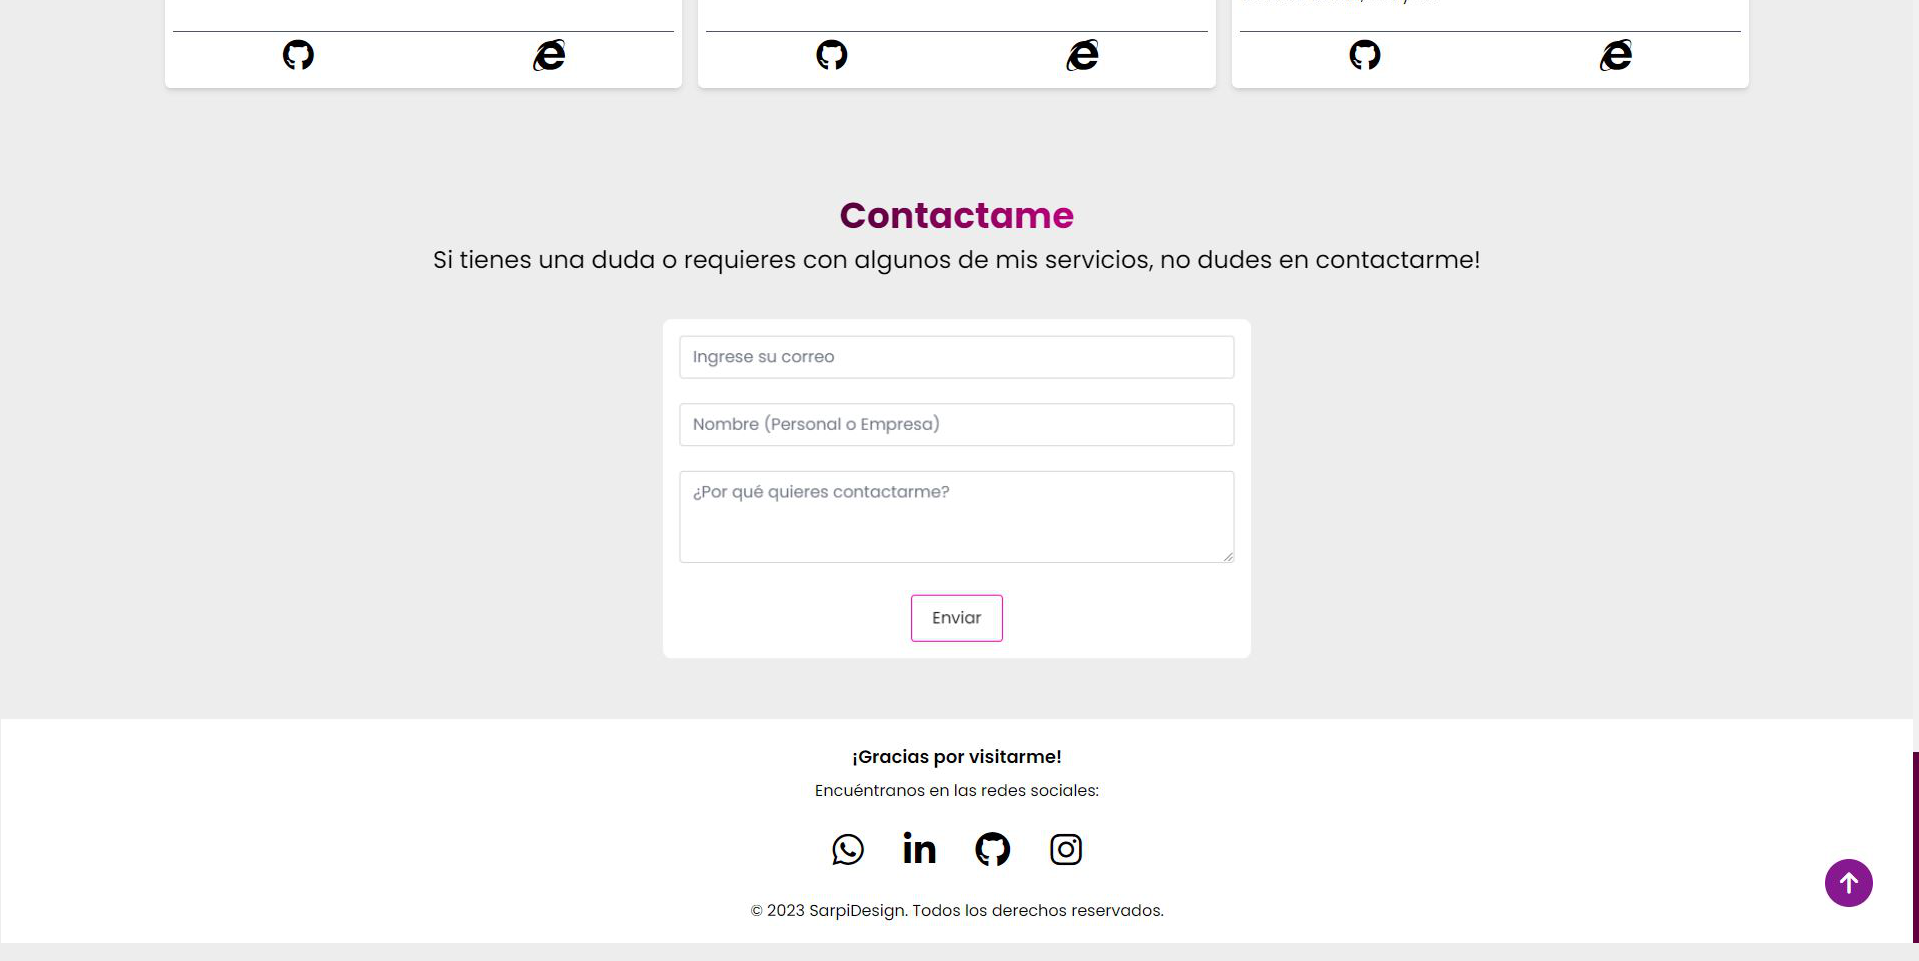 Contactame
Si tienes una duda o requieres con algunos de mis servicios, no dudes en contactarme!
Ingrese su correo
Nombre (Personal o Empresa)
¿Por qué quieres contactarme?
Enviar
¡Gracias por visitarme!
Encuéntranos en las redes sociales:
© 2023 SarpiDesign. Todos los derechos reservados.